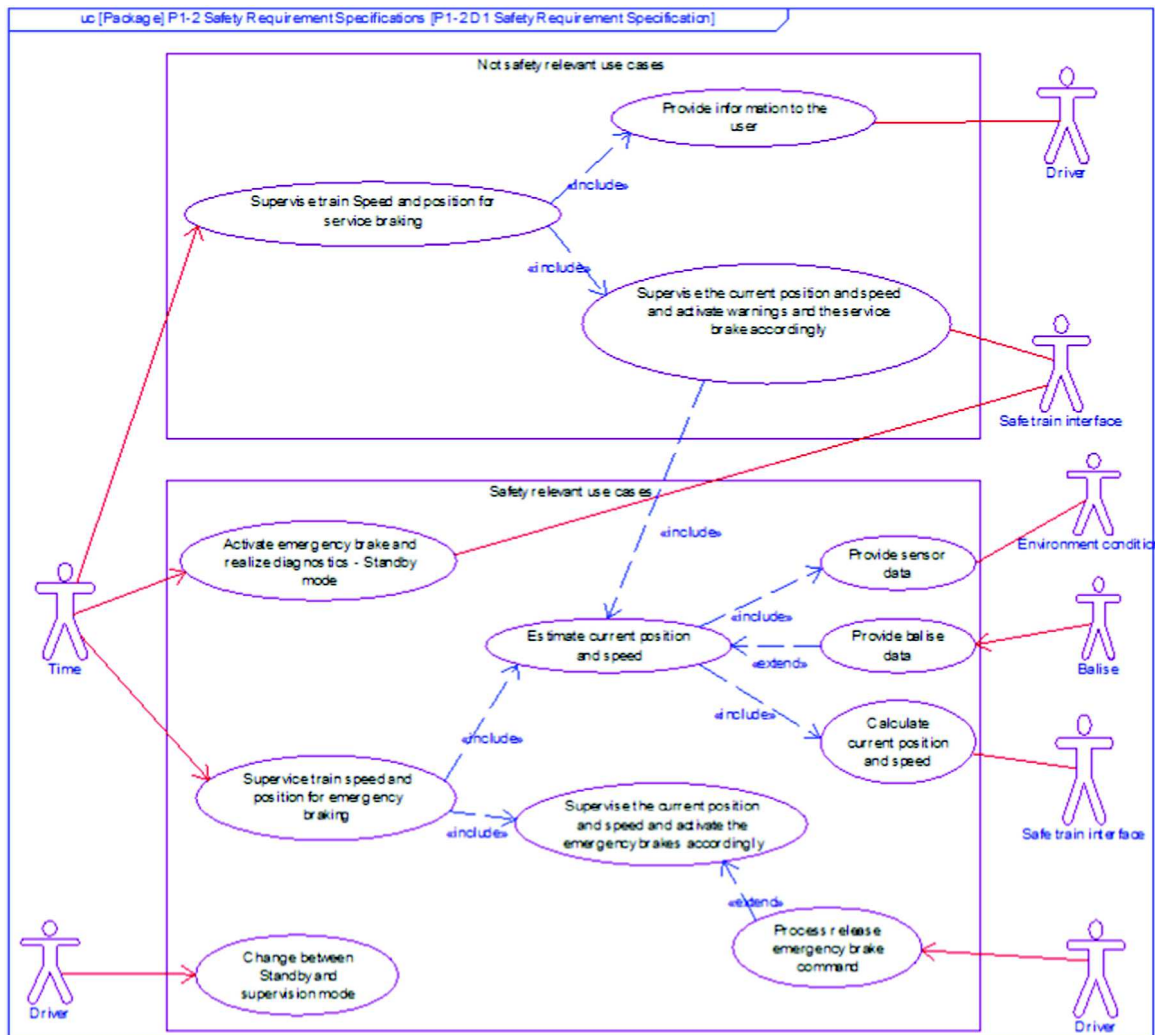 uc [Package] P1-2 Safety Requirement Specifications [P1-2 D1 Safety Requirement Specification]
Not safety relevant use cases
Provide information to the
user
Driver
«include»
Supervise train Speed and position for
service braking
«include»
Supervise the current position and speed
and activate warnings and the service
brake accordingly
Safe train interface
Safety relevant use cases
Activate emergency brake and
realize diagnostics - Standby
mode
«include»
Provide sensor
data
Environment condition
«include»
Time
Estimate current position
and speed
Provide balise
data
«extend»
Balise
«include»
Calculate
current position
and speed
«include»
Safe train interface
Supervice train speed and
position for emergency
braking
«include»
Supervise the current position
and speed and activate the
emergency brakes accordingly
«extend»
Process release
emergency brake
command
Driver
Change between
Standby and
supervision mode
Driver